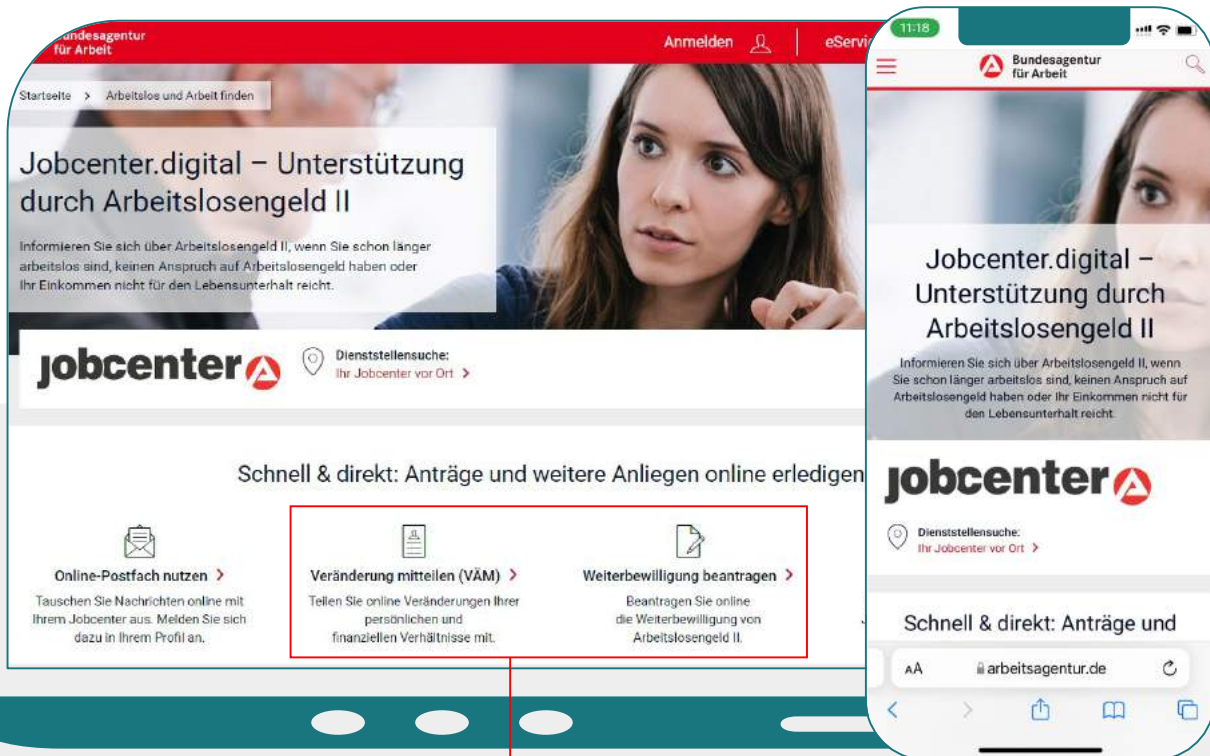 Bundesagentur
für Arbeit
Anmelden
Startseite > Arbeitslos und Arbeit finden
Jobcenter.digital – Unterstützung
durch Arbeitslosengeld II
Informieren Sie sich über Arbeitslosengeld II, wenn Sie schon länger
arbeitslos sind, keinen Anspruch auf Arbeitslosengeld haben oder
Ihr Einkommen nicht für den Lebensunterhalt reicht.
jobcenter
Dienststellensuche:
Ihr Jobcenter vor Ort >
Schnell & direkt: Anträge und weitere Anliegen online erledigen
Online-Postfach nutzen >
Tauschen Sie Nachrichten online mit
Ihrem Jobcenter aus. Melden Sie sich
dazu in Ihrem Profil an.
Veränderung mitteilen (VÄM) >
Teilen Sie online Veränderungen Ihrer
persönlichen und
finanziellen Verhältnisse mit.
Weiterbewilligung beantragen >
Beantragen Sie online
die Weiterbewilligung von
Arbeitslosengeld II.
11:18
Bundesagentur
für Arbeit
Jobcenter.digital –
Unterstützung durch
Arbeitslosengeld II
Informieren Sie sich über Arbeitslosengeld II, wenn
Sie schon länger arbeitslos sind, keinen Anspruch auf
Arbeitslosengeld haben oder Ihr Einkommen nicht für
den Lebensunterhalt reicht.
jobcenter
Dienststellensuche:
Ihr Jobcenter vor Ort >
Schnell & direkt: Anträge und
AA arbeitsagentur.de